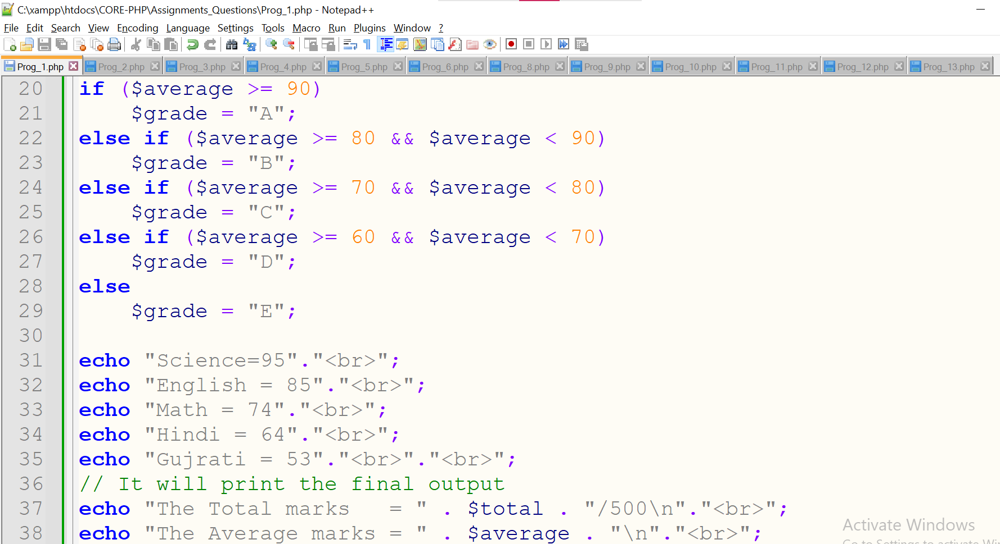 C:\xampp\htdocs\CORE-PHP\Assignments_Questions\Prog_1.php - Notepad++
File Edit Search View Encoding Language Settings Tools Macro Run Plugins Window ?
Prog_1.php Prog_2.php Prog_3.php Prog_4.php Prog_5.php Prog_6.php Prog_8.php Prog_9.php Prog_10.php Prog_11.php Prog_12.php Prog_13.php
20 if ($average >= 90)
21     $grade = "A";
22 else if ($average >= 80 && $average < 90)
23     $grade = "B";
24 else if ($average >= 70 && $average < 80)
25     $grade = "C";
26 else if ($average >= 60 && $average < 70)
27     $grade = "D";
28 else
29     $grade = "E";
30
31 echo "Science=95"."<br>";
32 echo "English = 85"."<br>";
33 echo "Math = 74"."<br>";
34 echo "Hindi = 64"."<br>";
35 echo "Gujrati = 53"."<br>"."<br>";
36 // It will print the final output
37 echo "The Total marks   = " . $total . "/500\n"."<br>";
38 echo "The Average marks = " . $average . "\n"."<br>";
Activate Windows
Go to Settings to activate